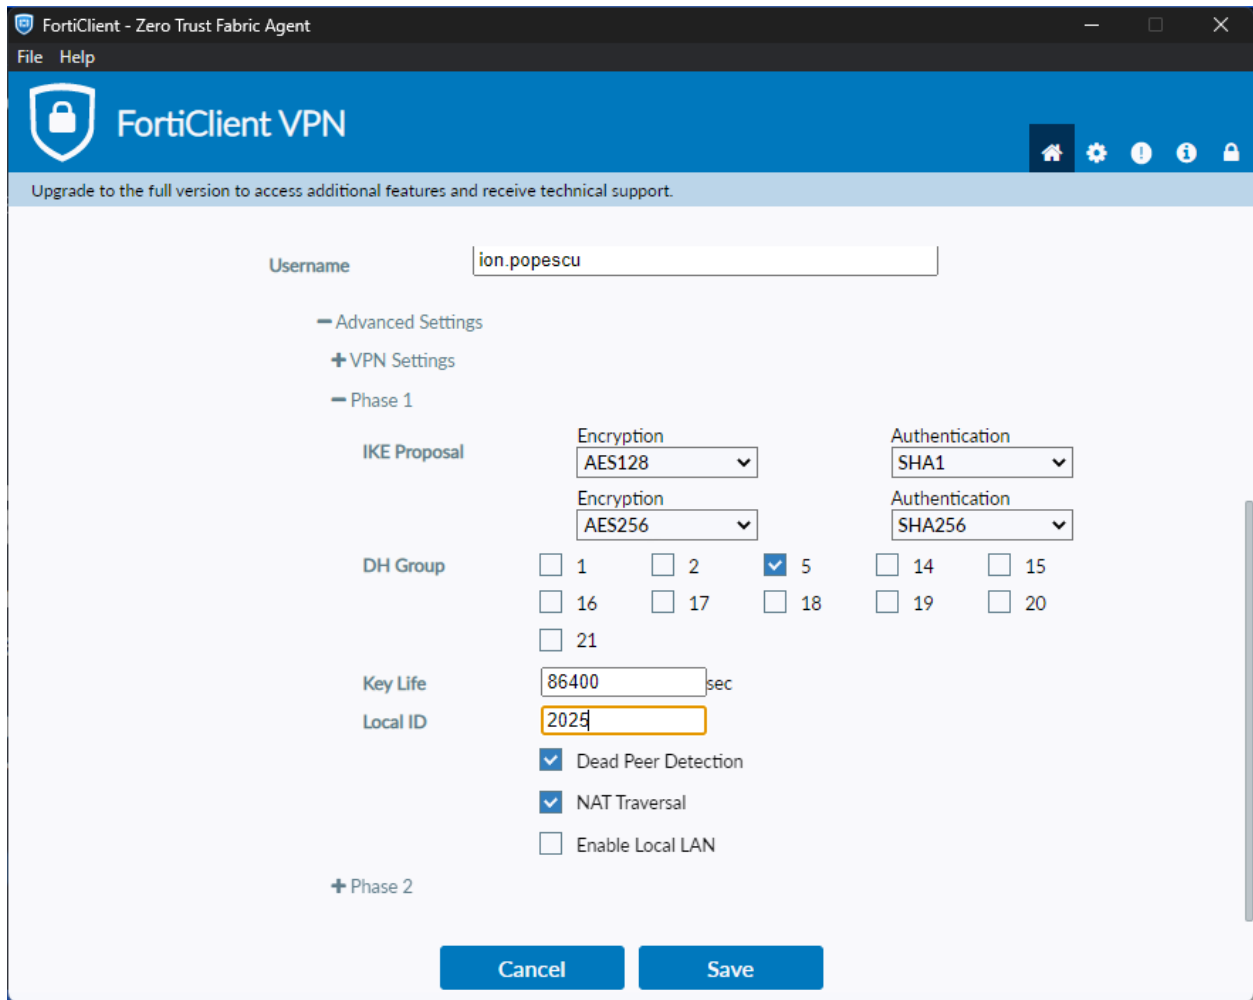 FortiClient - Zero Trust Fabric Agent
File Help
FortiClient VPN
Upgrade to the full version to access additional features and receive technical support.
Username ion.popescu
Advanced Settings
VPN Settings
Phase 1
Encryption Authentication
IKE Proposal AES128 SHA1
Encryption Authentication
AES256 SHA256
DH Group 1 2 5 14 15
16 17 18 19 20
21
Key Life 86400 sec
Local ID 2025
Dead Peer Detection
NAT Traversal
Enable Local LAN
Phase 2
Cancel Save